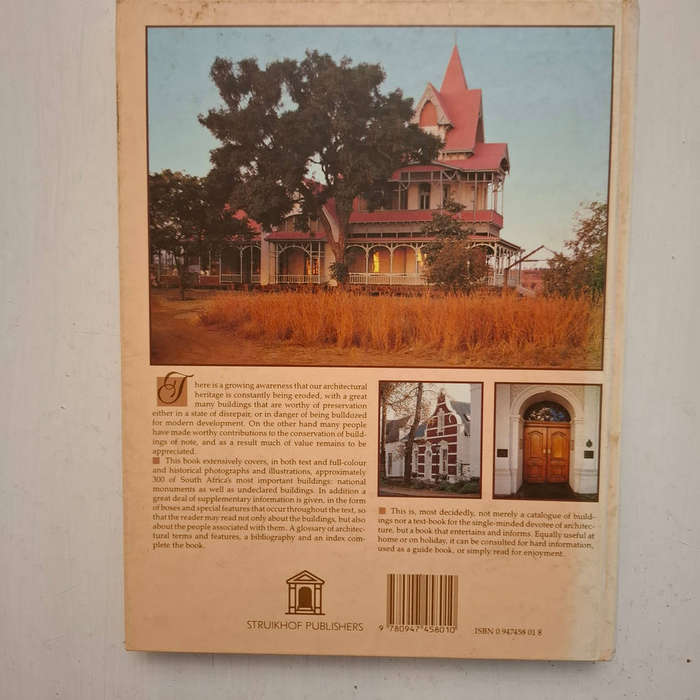 There is a growing awareness that our architectural
heritage is constantly being eroded, with a great
many buildings that are worthy of preservation
either in a state of disrepair, or in danger of being bulldozed
for modern development. On the other hand many people
have made worthy contributions to the conservation of build-
ings of note, and as a result much of value remains to be
appreciated.
This book extensively covers, in both text and full-colour
and historical photographs and illustrations, approximately
300 of South Africa's most important buildings: national
monuments as well as undeclared buildings. In addition a
great deal of supplementary information is given, in the form
of boxes and special features that occur throughout the text, so
that the reader may read not only about the buildings, but also
about the people associated with them. A glossary of architec-
tural terms and features, a bibliography and an index com-
plete the book.
This is, most decidedly, not merely a catalogue of build-
ings nor a text-book for the single-minded devotee of architec-
ture, but a book that entertains and informs. Equally useful at
home or on holiday, it can be consulted for hard information,
used as a guide book, or simply read for enjoyment.
STRUIKHOF PUBLISHERS
9 780947 458010
ISBN 0 947458 01 8